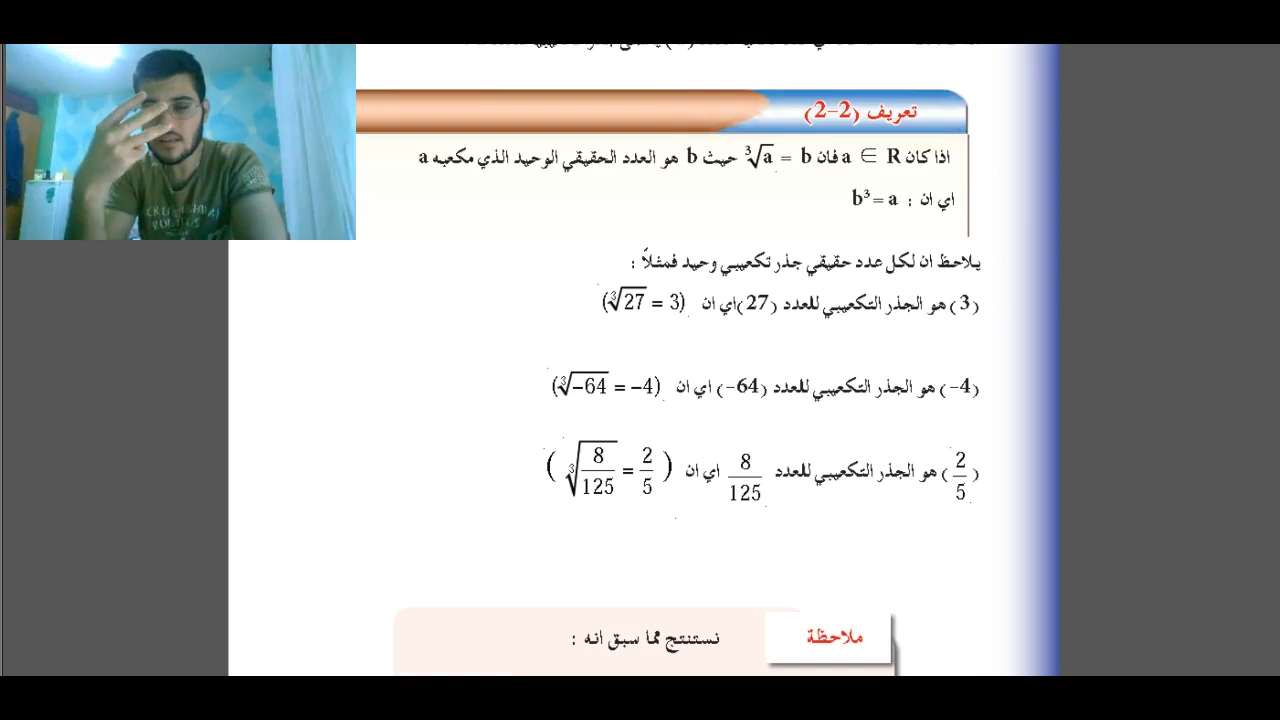 تعريف (2-2)
اذا كان a ∈ R فان ∛a = b حيث b هو العدد الحقيقي الوحيد الذي مكعبه a
اي ان : b³ = a
يلاحظ ان لكل عدد حقيقي جذر تكعيبي وحيد فمثلاً :
(3) هو الجذر التكعيبي للعدد (27) اي ان (∛27 = 3)
(-4) هو الجذر التكعيبي للعدد (-64) اي ان (∛-64 = -4)
(2/5) هو الجذر التكعيبي للعدد 8/125 اي ان (∛8/125 = 2/5)
ملاحظة
نستنتج مما سبق انه :